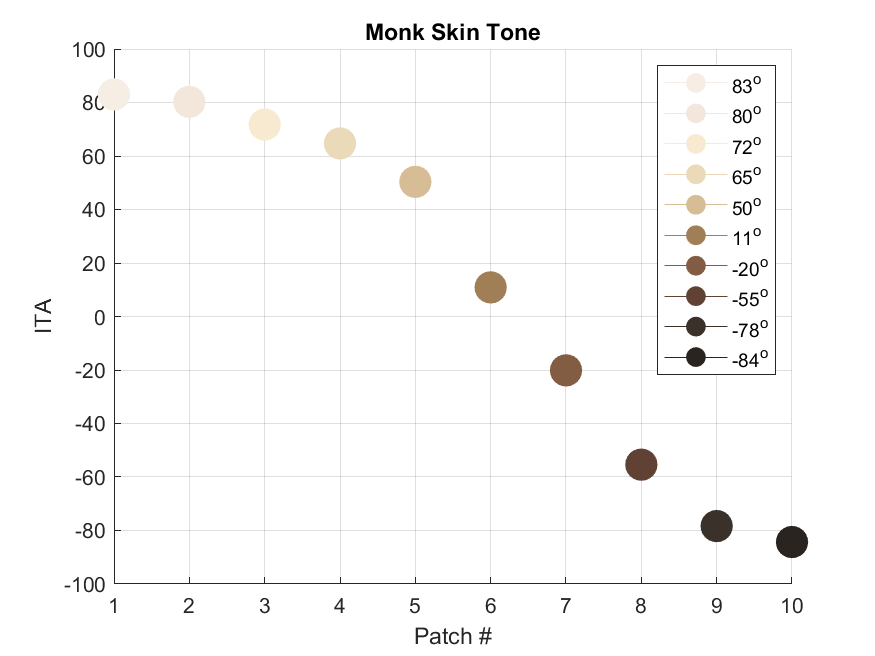 Monk Skin Tone
100
80
60
40
20
0
-20
-40
-60
-80
-100
ITA
1 2 3 4 5 6 7 8 9 10
Patch #
83º
80º
72º
65º
50º
11º
-20º
-55º
-78º
-84º